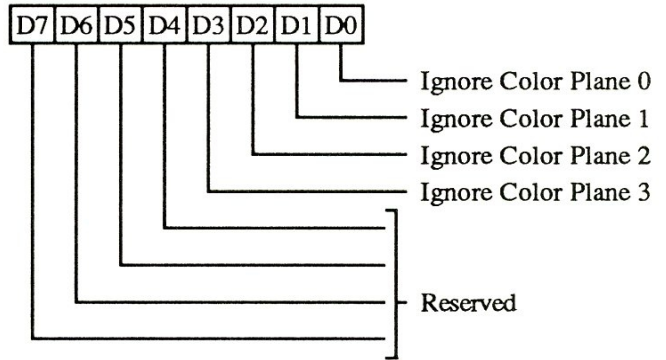 D7 D6 D5 D4 D3 D2 D1 D0
Ignore Color Plane 0
Ignore Color Plane 1
Ignore Color Plane 2
Ignore Color Plane 3
Reserved